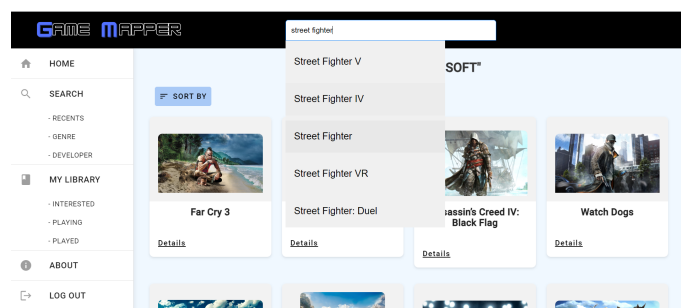 GAME MAPPER
street fighter
HOME
SEARCH
- RECENTS
- GENRE
- DEVELOPER
MY LIBRARY
- INTERESTED
- PLAYING
- PLAYED
ABOUT
LOG OUT
Street Fighter V
Street Fighter IV
Street Fighter
Street Fighter VR
Street Fighter: Duel
SOFT"
SORT BY
Far Cry 3
Details
Details
assassin's Creed IV:
Black Flag
Details
Watch Dogs
Details